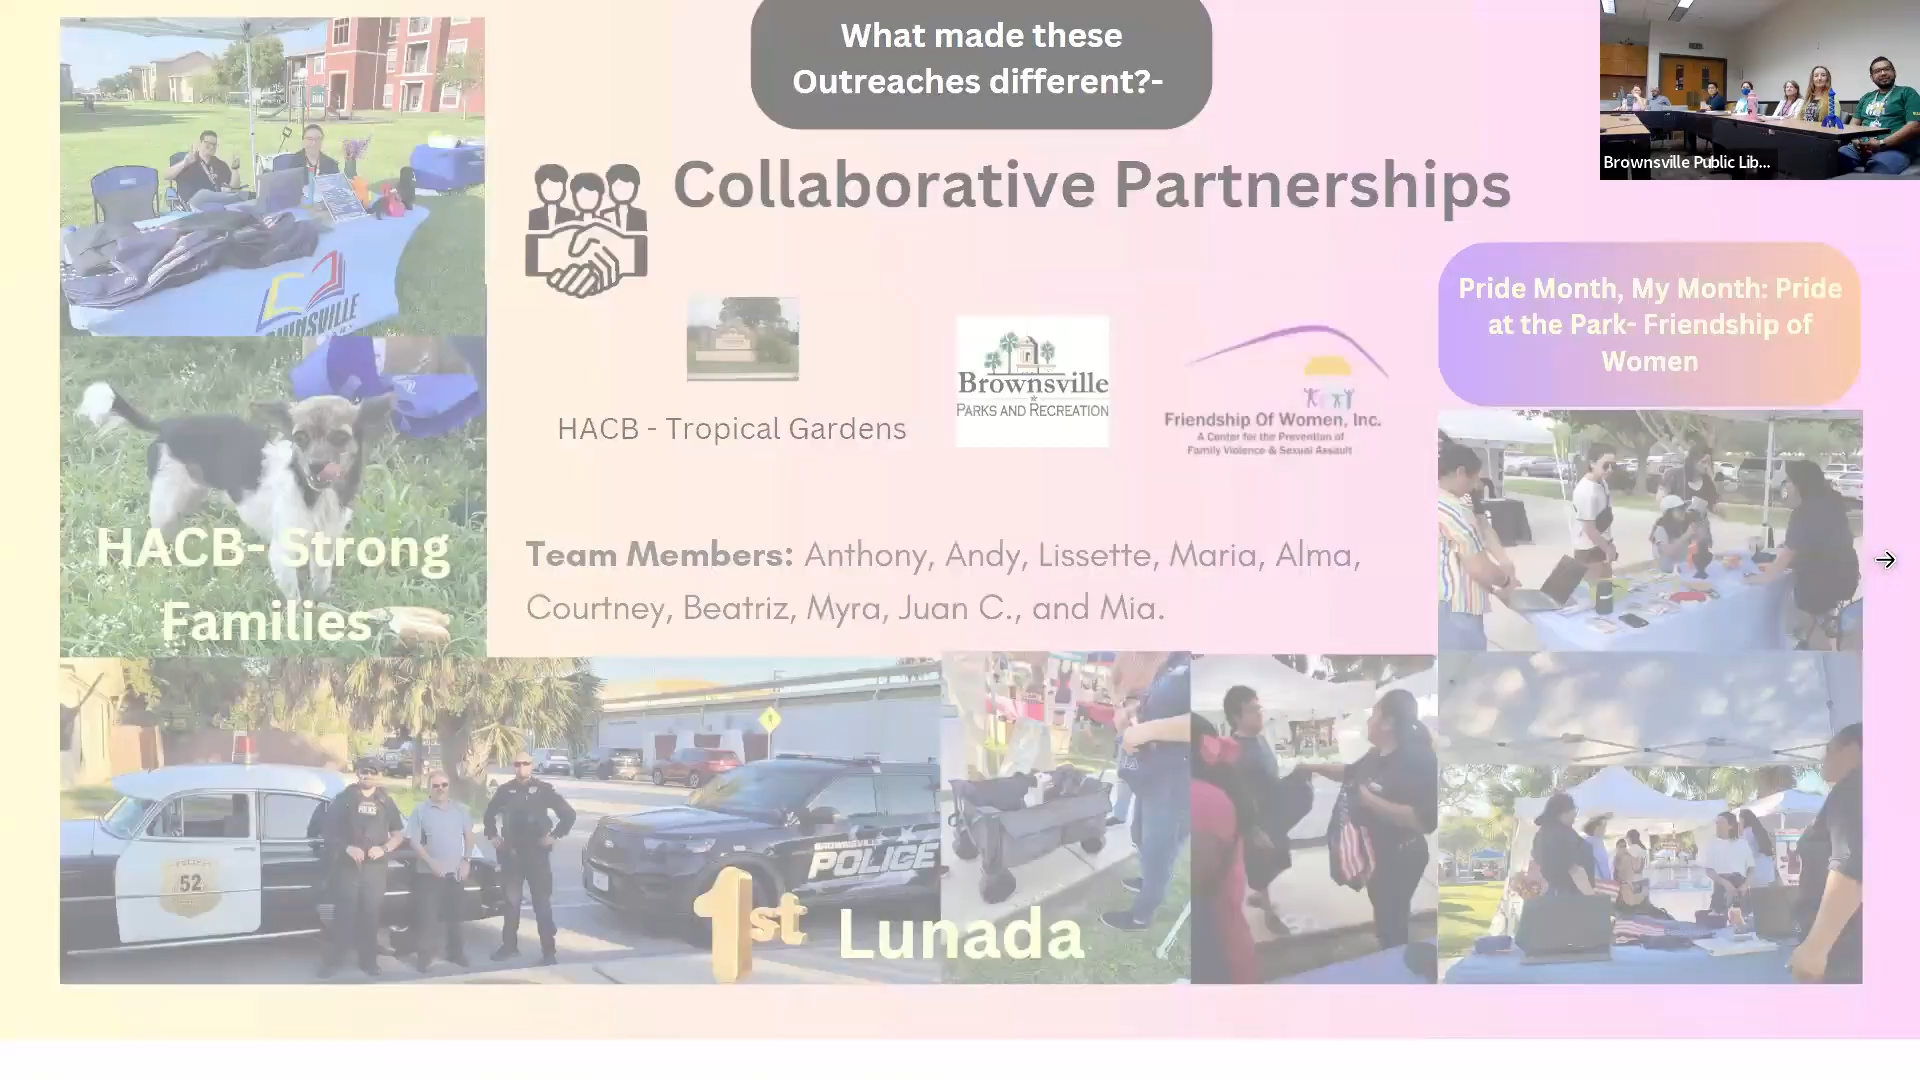 What made these
Outreaches different?-
Collaborative Partnerships
Brownsville Public Lib...
Pride Month, My Month: Pride
at the Park- Friendship of
Women
HACB - Tropical Gardens
Brownsville
PARKS AND RECREATION
Friendship Of Women, Inc.
A Center for the Prevention of
Family Violence & Sexual Assault
HACB- Strong
Families
Team Members: Anthony, Andy, Lissette, Maria, Alma,
Courtney, Beatriz, Myra, Juan C., and Mia.
POLICE
52
BROWNSVILLE
POLICE
1st Lunada